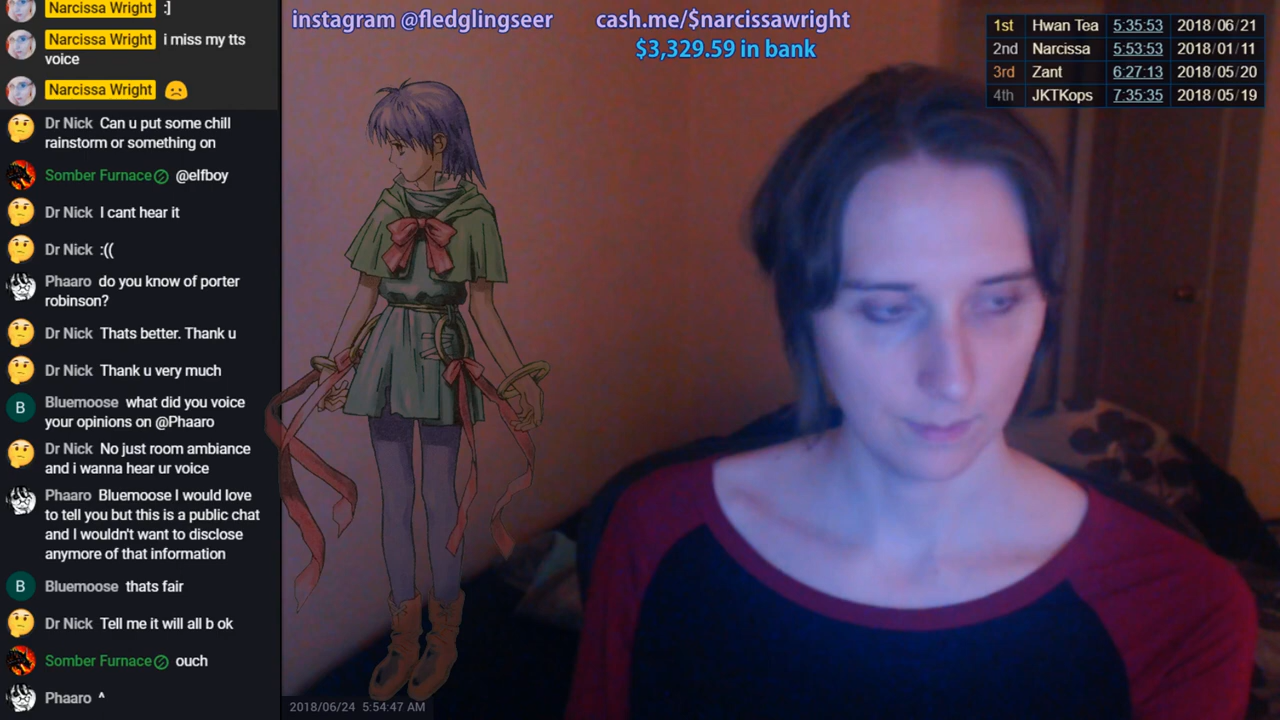 Narcissa Wright :]
Narcissa Wright i miss my tts
voice
Narcissa Wright
Dr Nick Can u put some chill
rainstorm or something on
Somber Furnace @elfboy
Dr Nick I cant hear it
Dr Nick :((
Phaaro do you know of porter
robinson?
Dr Nick Thats better. Thank u
Dr Nick Thank u very much
B Bluemoose what did you voice
your opinions on @Phaaro
Dr Nick No just room ambiance
and i wanna hear ur voice
Phaaro Bluemoose I would love
to tell you but this is a public chat
and I wouldn't want to disclose
anymore of that information
B Bluemoose thats fair
Dr Nick Tell me it will all b ok
Somber Furnace ouch
Phaaro ^
instagram @fledglingseer cash.me/$narcissawright
$3,329.59 in bank
1st Hwan Tea 5:35:53 2018/06/21
2nd Narcissa 5:53:53 2018/01/11
3rd Zant 6:27:13 2018/05/20
4th JKTKops 7:35:35 2018/05/19
2018/06/24 5:54:47 AM